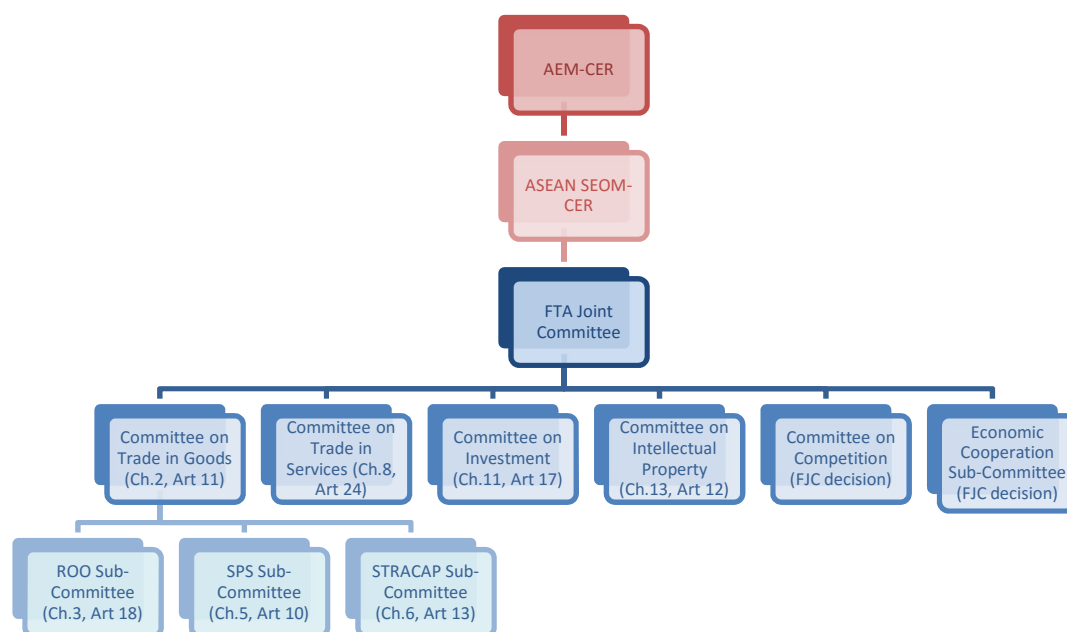 AEM-CER
ASEAN SEOM-
CER
FTA Joint
Committee
Committee on
Trade in Goods
(Ch.2, Art 11)
Committee on
Trade in
Services (Ch.8,
Art 24)
Committee on
Investment
(Ch.11, Art 17)
Committee on
Intellectual
Property
(Ch.13, Art 12)
Committee on
Competition
(FJC decision)
Economic
Cooperation
Sub-Committee
(FJC decision)
ROO Sub-
Committee
(Ch.3, Art 18)
SPS Sub-
Committee
(Ch.5, Art 10)
STRACAP Sub-
Committee
(Ch.6, Art 13)